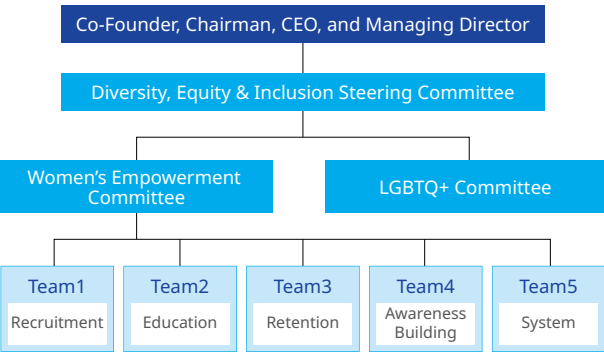 Co-Founder, Chairman, CEO, and Managing Director
Diversity, Equity & Inclusion Steering Committee
Women’s Empowerment
Committee
LGBTQ+ Committee
Team1
Recruitment
Team2
Education
Team3
Retention
Team4
Awareness
Building
Team5
System